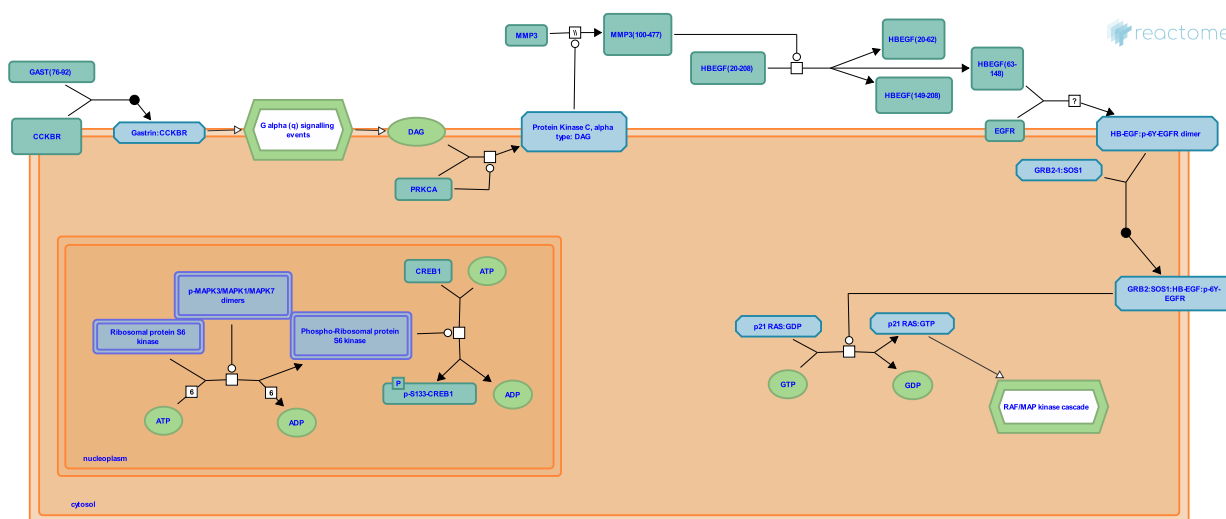 reactome
MMP3
\\
MMP3(100-477)
HBEGF(20-62)
HBEGF(20-208)
HBEGF(63-
148)
HBEGF(149-208)
GAST(76-92)
CCKBR
Gastrin:CCKBR
G alpha (q) signalling
events
DAG
PRKCA
Protein Kinase C, alpha
type: DAG
?
EGFR
HB-EGF:p-6Y-EGFR dimer
GRB2-1:SOS1
GRB2:SOS1:HB-EGF:p-6Y-
EGFR
p21 RAS:GDP
p21 RAS:GTP
GTP
GDP
RAF/MAP kinase cascade
CREB1
ATP
p-MAPK3/MAPK1/MAPK7
dimers
Ribosomal protein S6
kinase
Phospho-Ribosomal protein
S6 kinase
6
6
ATP
ADP
P
p-S133-CREB1
ADP
nucleoplasm
cytosol